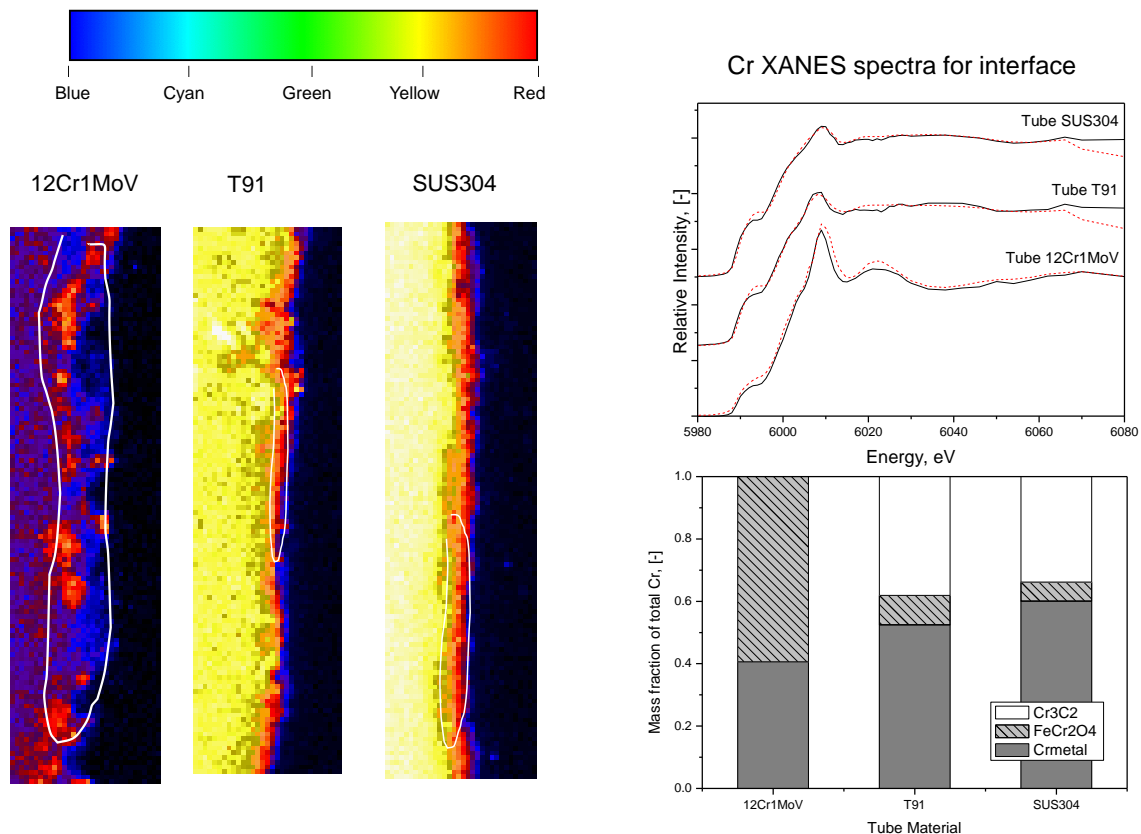 Blue Cyan Green Yellow Red
12Cr1MoV T91 SUS304
Cr XANES spectra for interface
Tube SUS304
Tube T91
Tube 12Cr1MoV
Relative Intensity, [-]
5980 6000 6020 6040 6060 6080
Energy, eV
1.0
0.8
0.6
0.4
0.2
0.0
Mass fraction of total Cr, [-]
Cr3C2
FeCr2O4
Crmetal
12Cr1MoV T91 SUS304
Tube Material